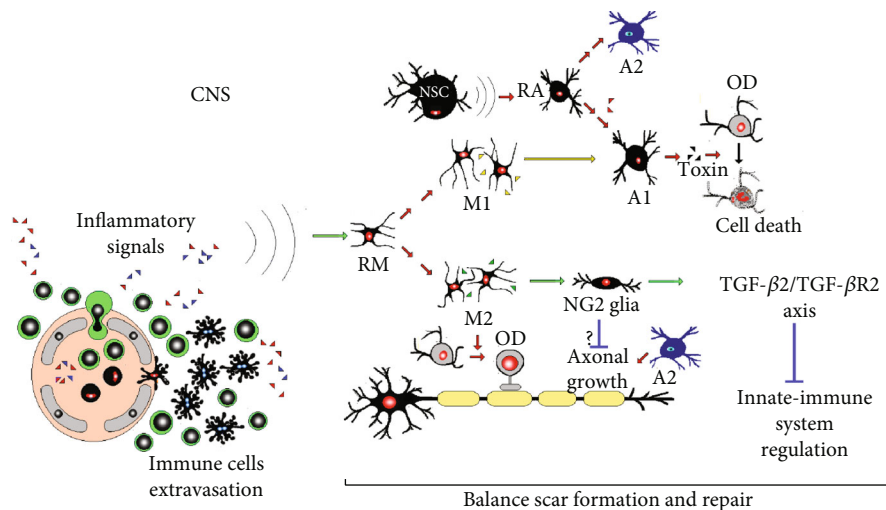 CNS
NSC
RA
A2
OD
M1
A1
Toxin
Cell death
Inflammatory
signals
RM
M2
NG2 glia
TGF-β2/TGF-βR2
axis
OD
?
Axonal
growth
A2
Innate-immune
system
regulation
Immune cells
extravasation
Balance scar formation and repair